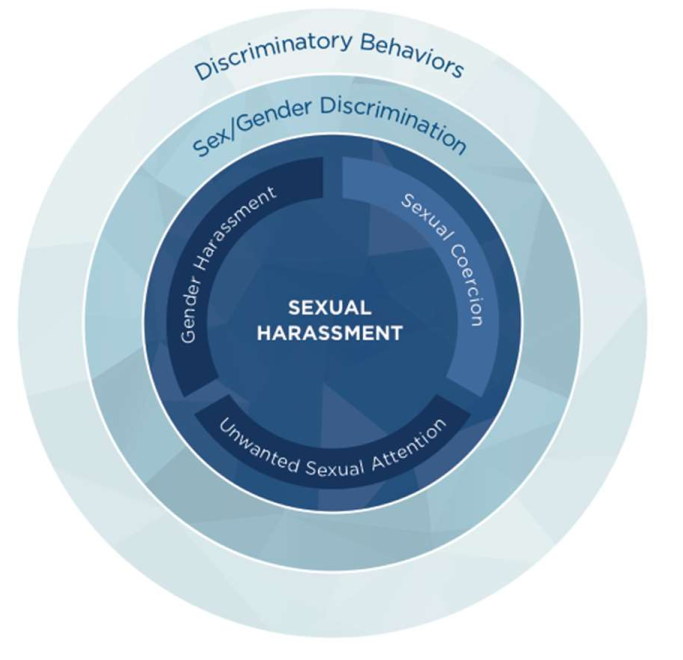 Discriminatory Behaviors
Sex/Gender Discrimination
Gender Harassment
Sexual Coercion
SEXUAL
HARASSMENT
Unwanted Sexual Attention